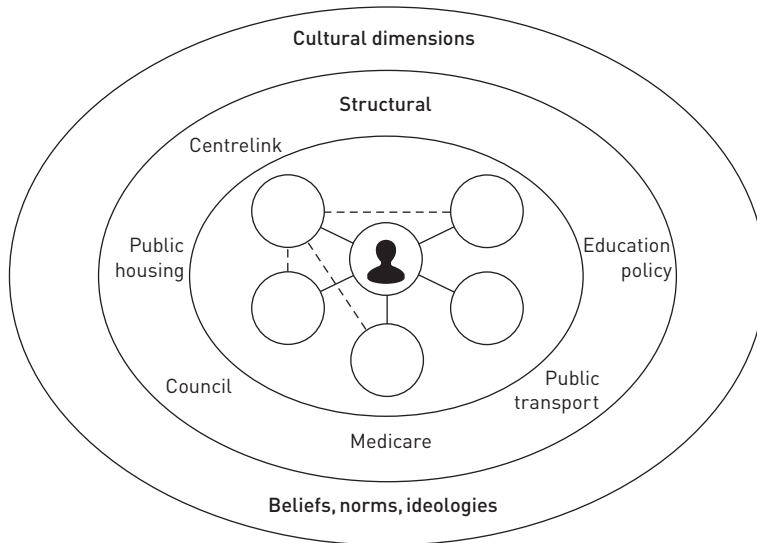 Cultural dimensions
Structural
Centrelink
Public
housing
Education
policy
Council
Public
transport
Medicare
Beliefs, norms, ideologies